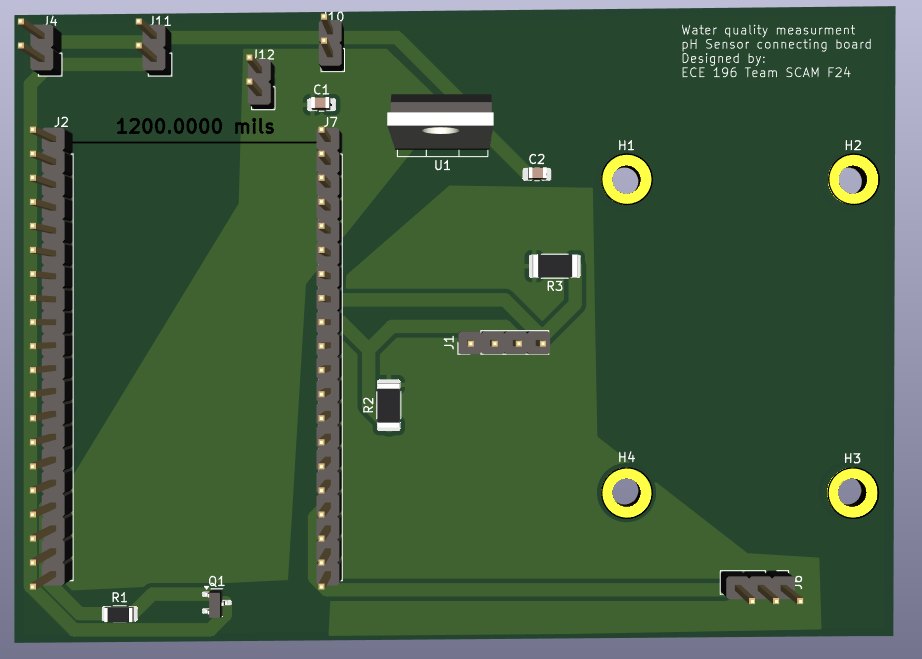 J4
J11
J10
J12
Water quality measurment
pH Sensor connecting board
Designed by:
ECE 196 Team SCAM F24
C1
J2
1200.0000 mils
J7
U1
C2
H1
H2
R3
J1
R2
H4
H3
Q1
R1
J6